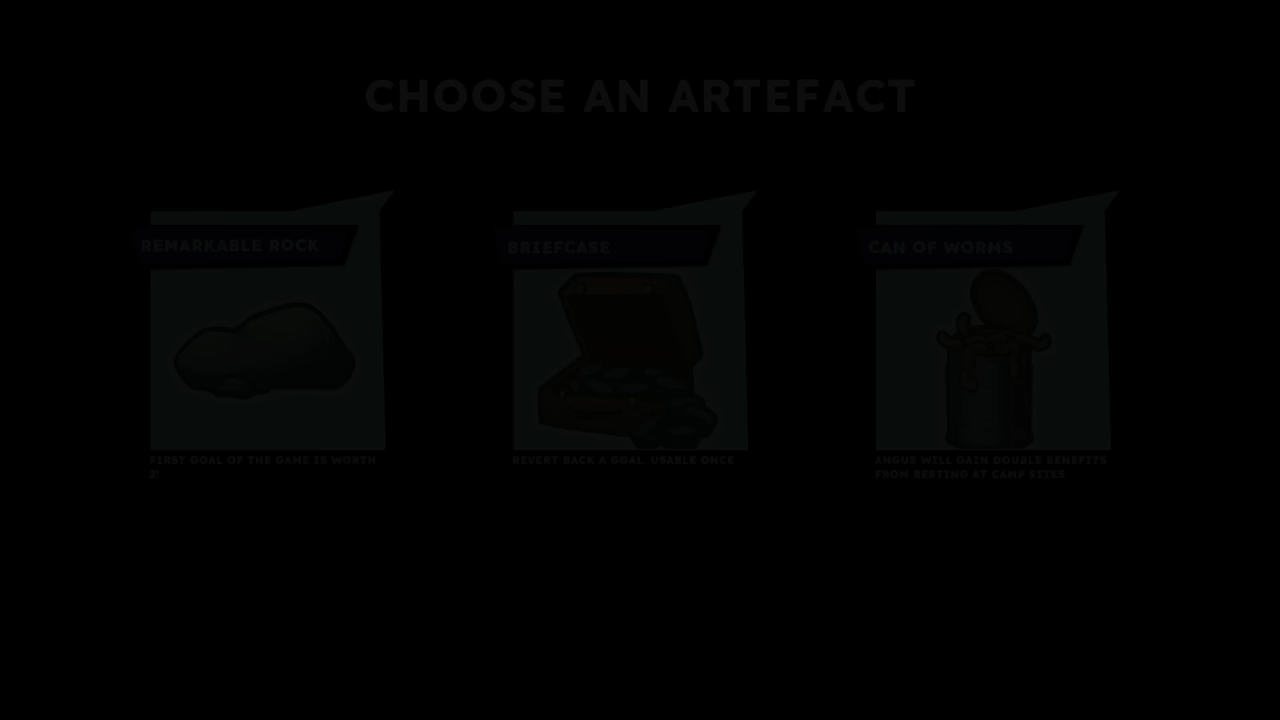 CHOOSE AN ARTEFACT
REMARKABLE ROCK
BRIEFCASE
CAN OF WORMS
FIRST GOAL OF THE GAME IS WORTH
2!
REVERT BACK A GOAL. USABLE ONCE
ANGUS WILL GAIN DOUBLE BENEFITS
FROM RESTING AT CAMP SITES